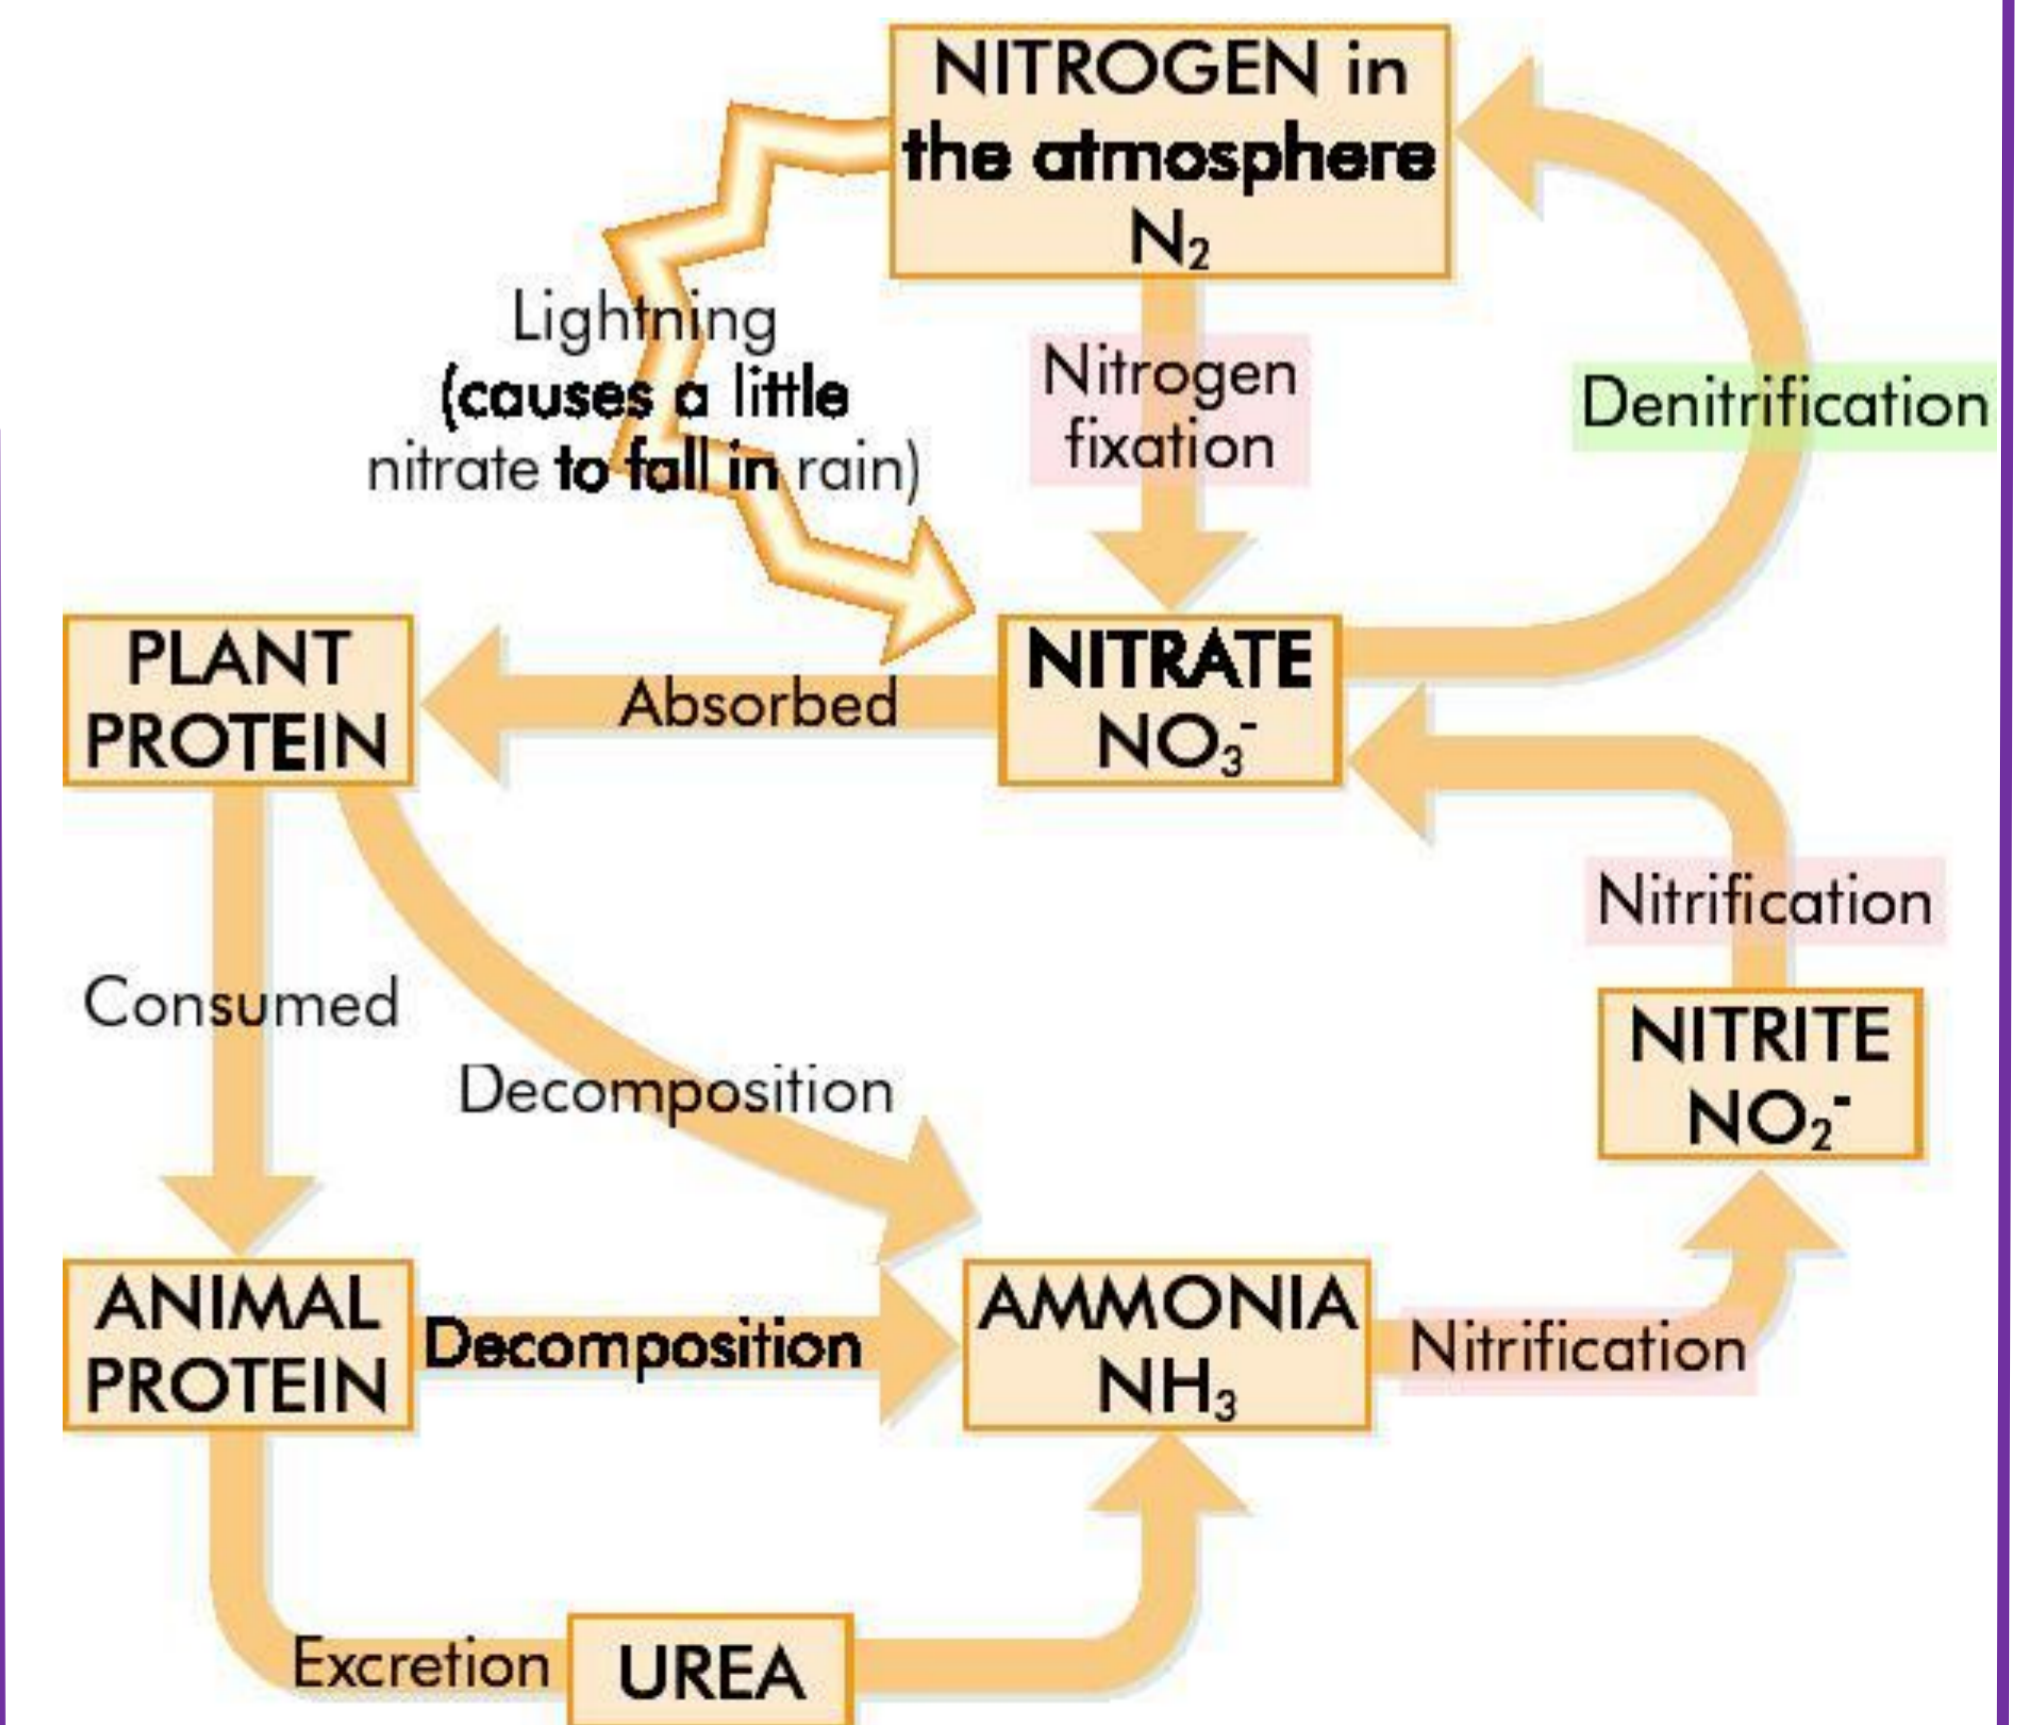 NITROGEN in
the atmosphere
N₂
Lightning
(causes a little
nitrate to fall in rain)
Nitrogen
fixation
Denitrification
PLANT
PROTEIN
Absorbed
NITRATE
NO₃⁻
Nitrification
Consumed
Decomposition
NITRITE
NO₂⁻
ANIMAL
PROTEIN
Decomposition
AMMONIA
NH₃
Nitrification
Excretion
UREA